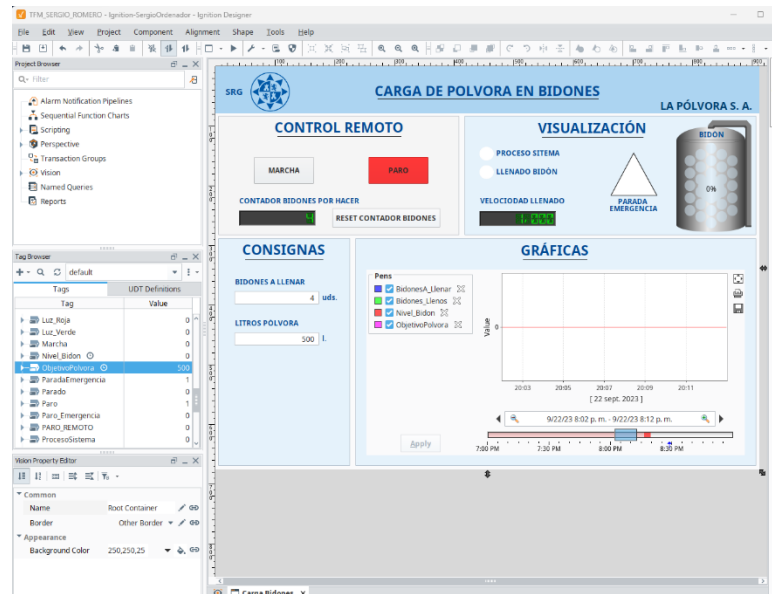 TFM_SERGIO_ROMERO - Ignition-SergioOrdenador - Ignition Designer
File Edit View Project Component Alignment Shape Tools Help
Project Browser
Filter
Alarm Notification Pipelines
Sequential Function Charts
Scripting
Perspective
Transaction Groups
Vision
Named Queries
Reports
Tag Browser
default
Tags UDT Definitions
Tag Value
Luz_Roja 0
Luz_Verde 0
Marcha 0
Nivel_Bidon 0
ObjetivoPolvora 500
ParadaEmergencia 1
Parado 0
Paro 1
Paro_Emergencia 0
PARO_REMOTO 0
ProcesoSistema 0
Vision Property Editor
Common
Name Root Container
Border Other Border
Appearance
Background Color 250,250,25
SRG
CARGA DE POLVORA EN BIDONES
LA PÓLVORA S. A.
CONTROL REMOTO
MARCHA PARO
CONTADOR BIDONES POR HACER
4 RESET CONTADOR BIDONES
VISUALIZACIÓN
PROCESO SITEMA
LLENADO BIDÓN
VELOCIODAD LLENADO
PARADA
EMERGENCIA
BIDÓN
0%
CONSIGNAS
BIDONES A LLENAR
4 uds.
LITROS POLVORA
500 l.
GRÁFICAS
Pens
BidonesA_Llenar
Bidones_Llenos
Nivel_Bidon
ObjetivoPolvora
Apply
Value
0
20:03 20:05 20:07 20:09 20:11
[ 22 sept. 2023 ]
9/22/23 8:02 p. m. - 9/22/23 8:12 p. m.
7:00 PM 7:30 PM 8:00 PM 8:30 PM
Carga Bidones x